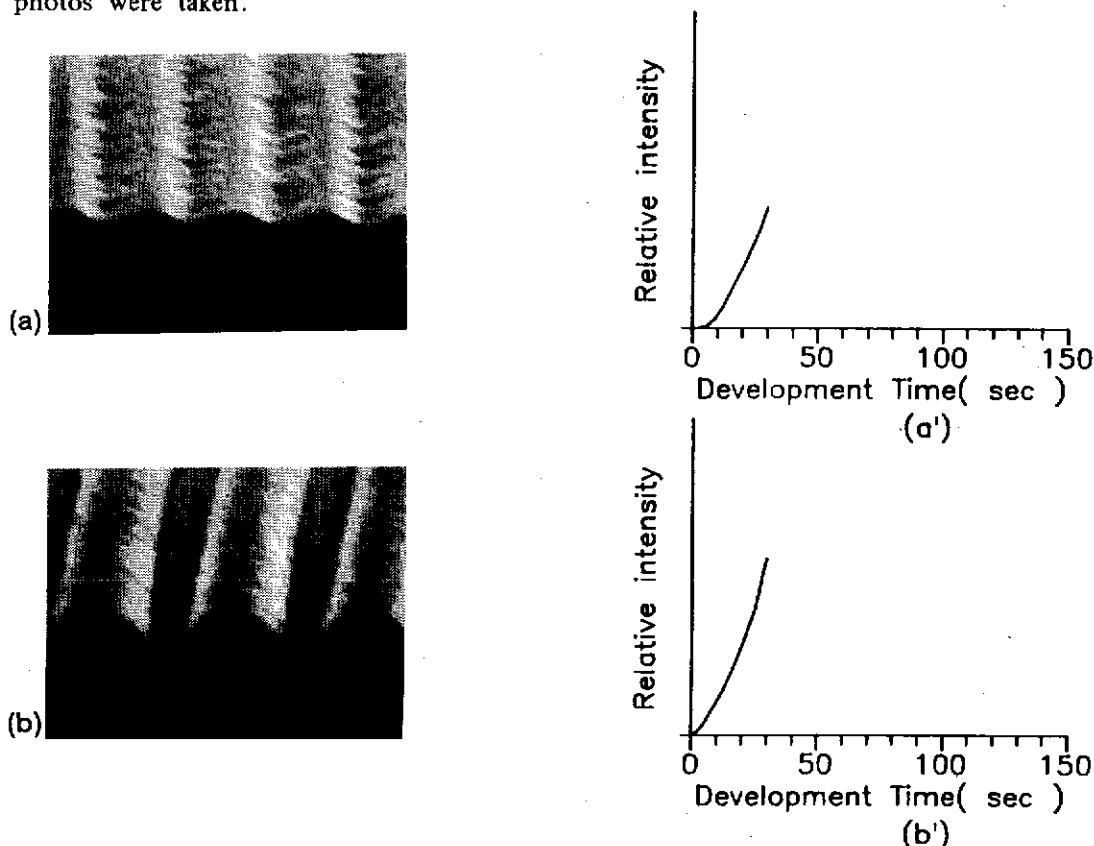 photos were taken.
(a)
Relative intensity
0 50 100 150
Development Time( sec )
(a')
(b)
Relative intensity
0 50 100 150
Development Time( sec )
(b')